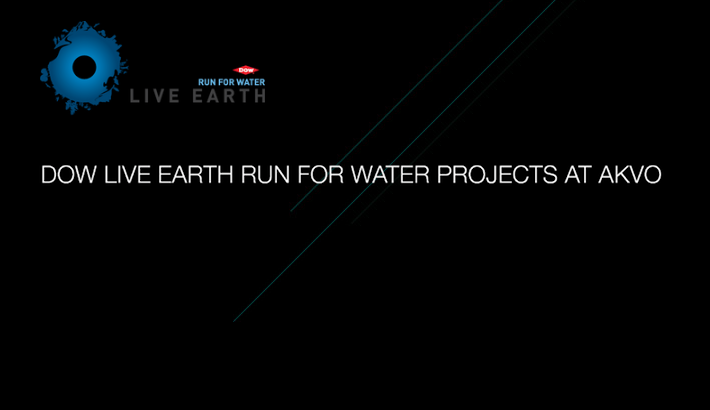 DOW
RUN FOR WATER
LIVE EARTH
DOW LIVE EARTH RUN FOR WATER PROJECTS AT AKVO